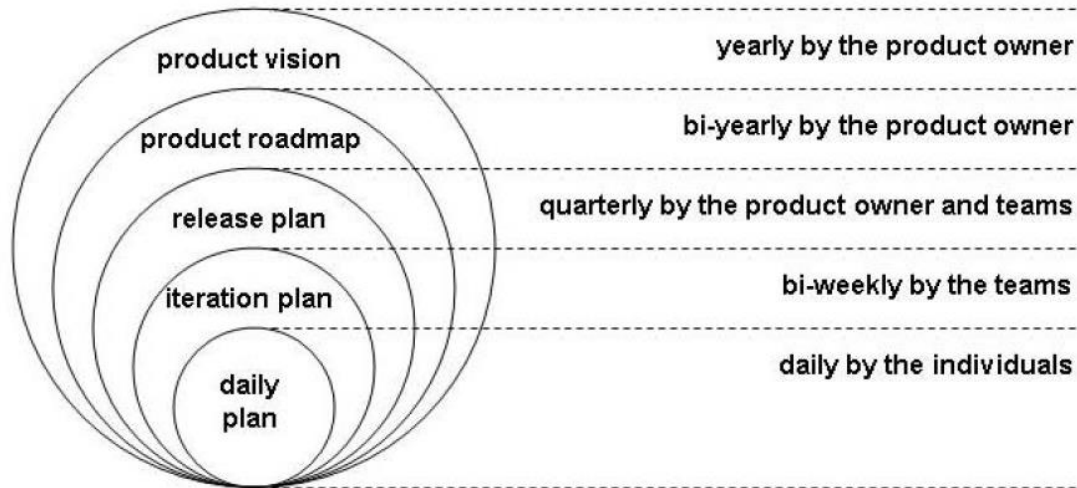 product vision
yearly by the product owner
product roadmap
bi-yearly by the product owner
release plan
quarterly by the product owner and teams
iteration plan
bi-weekly by the teams
daily
plan
daily by the individuals